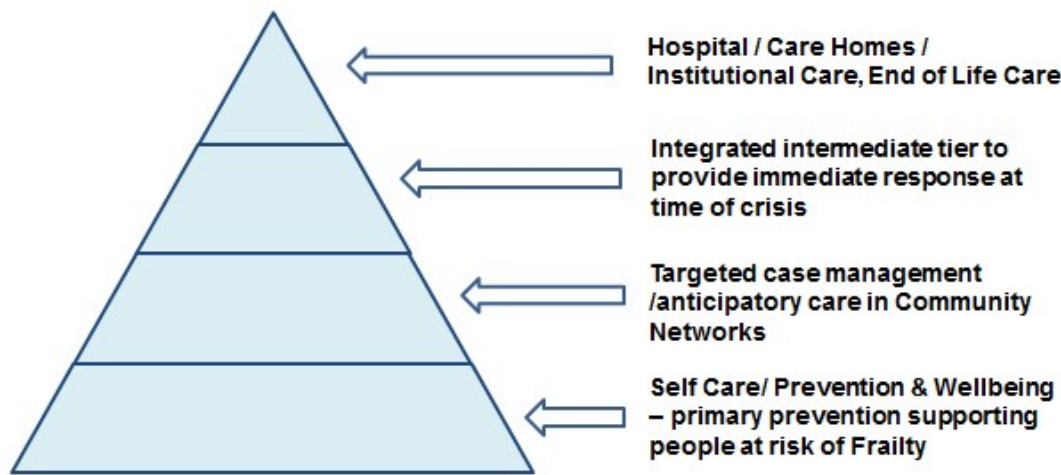 Hospital / Care Homes /
Institutional Care, End of Life Care
Integrated intermediate tier to
provide immediate response at
time of crisis
Targeted case management
/anticipatory care in Community
Networks
Self Care/ Prevention & Wellbeing
– primary prevention supporting
people at risk of Frailty